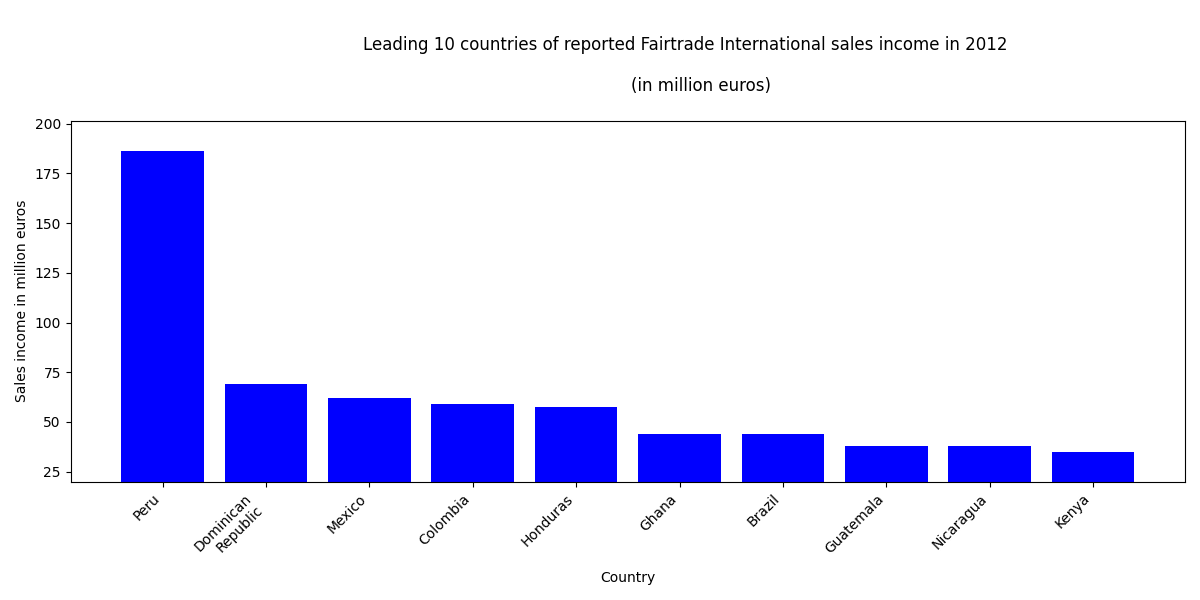 Leading 10 countries of reported Fairtrade International sales income in 2012
(in million euros)
Sales income in million euros
200
175
150
125
100
75
50
25
Peru
Dominican
Republic
Mexico
Colombia
Honduras
Ghana
Brazil
Guatemala
Nicaragua
Kenya
Country